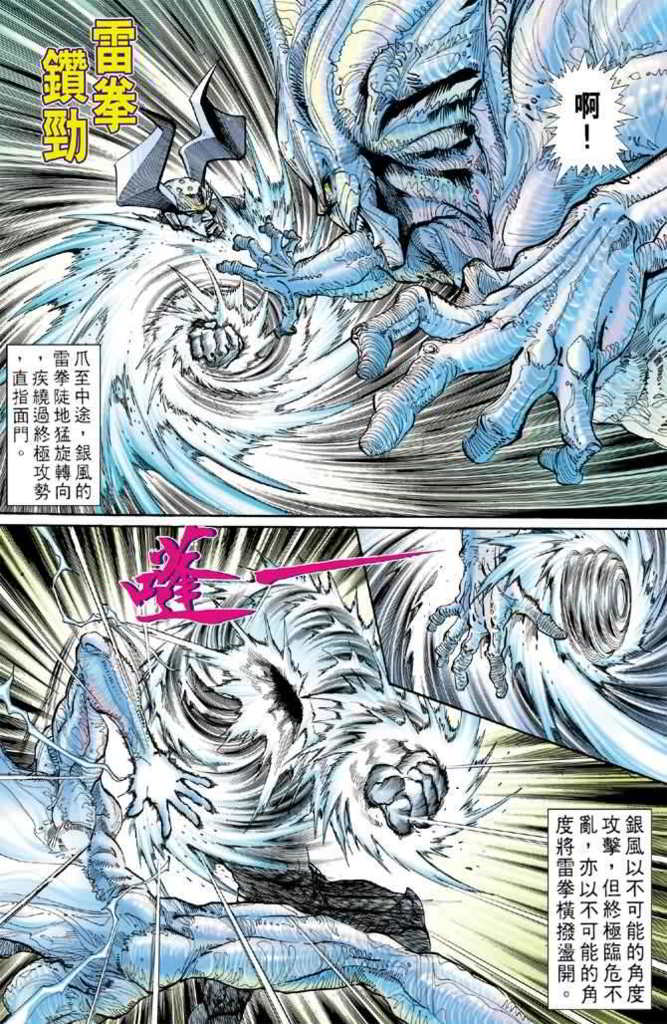 雷拳
鑽勁
啊！
爪至中途，銀風的
雷拳陡地猛旋轉向
，疾繞過終極攻勢
，直指面門。
嘭
銀風以不可能的角度
攻擊，但終極臨危不
亂，亦以不可能的角
度將雷拳橫撥盪開。